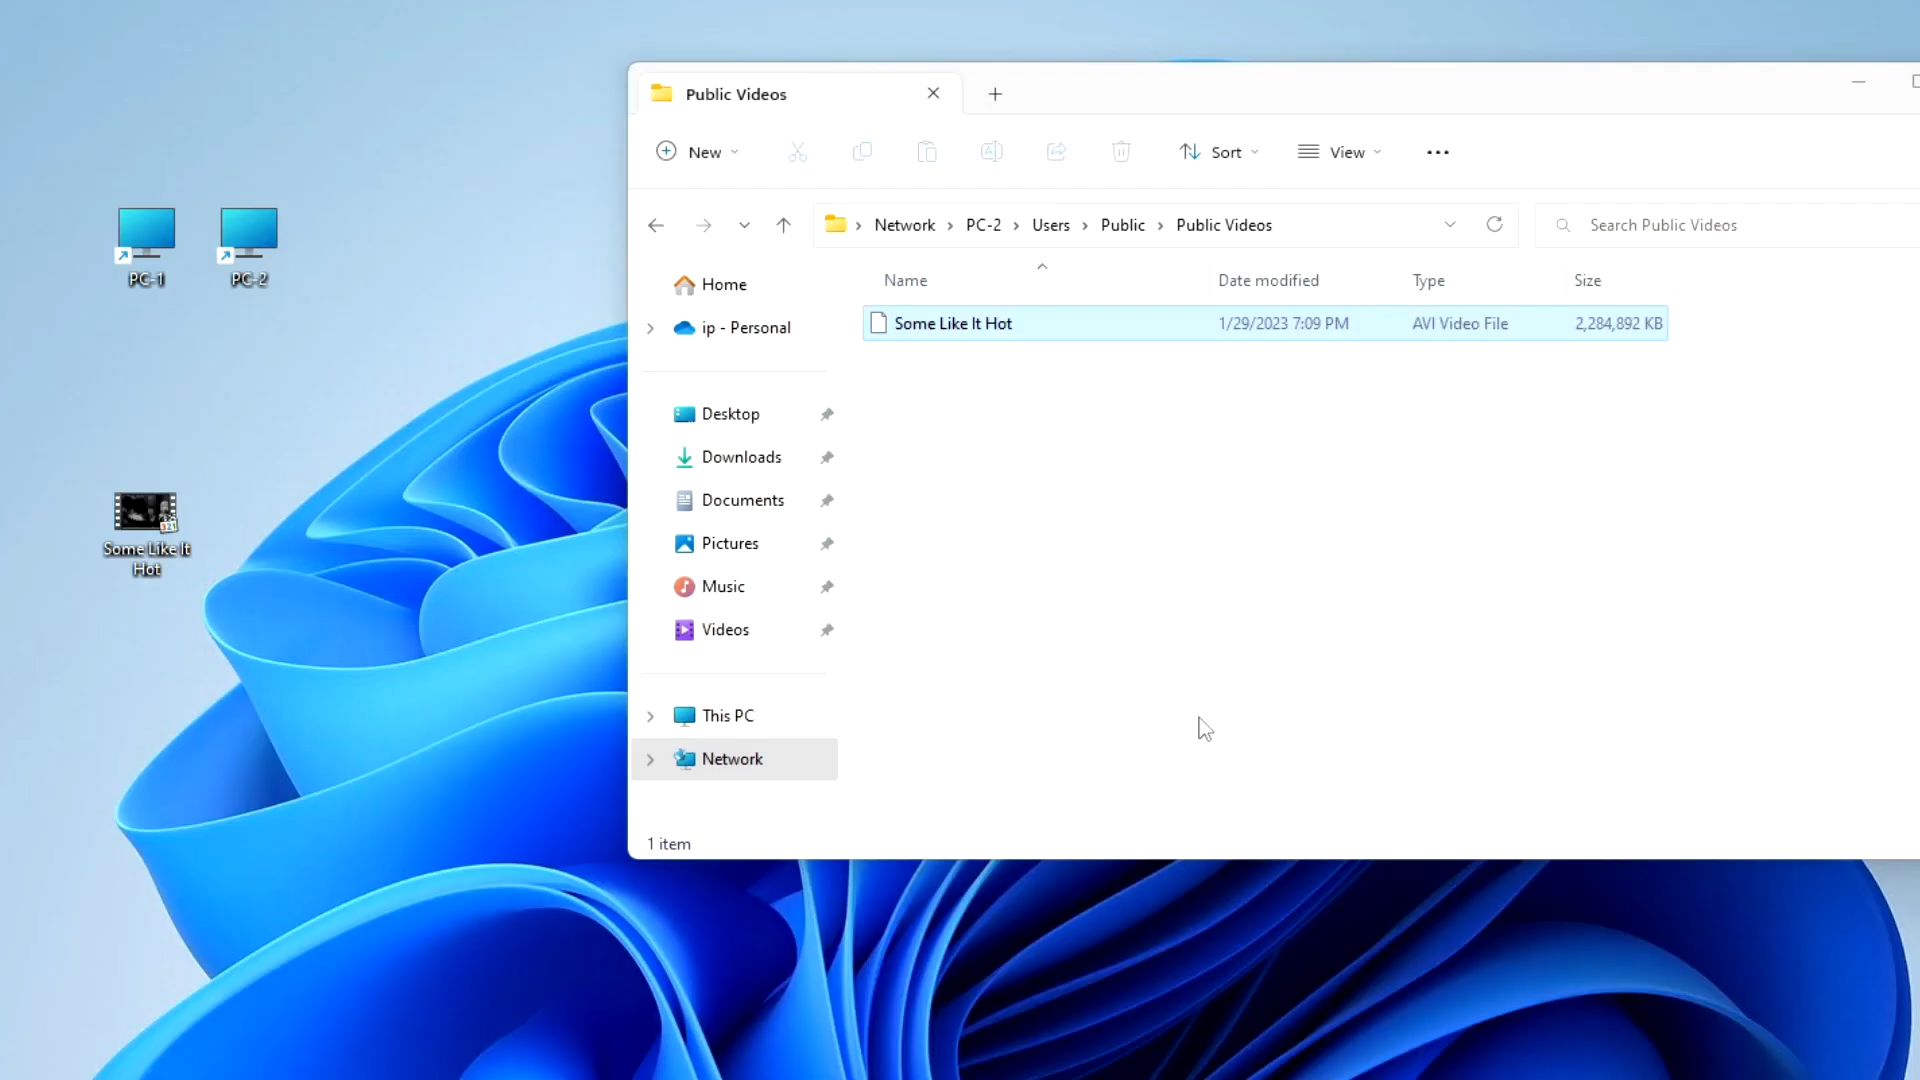 Public Videos
New
Sort
View
Network
PC-2
Users
Public
Public Videos
Search Public Videos
PC-1
PC-2
Some Like It
Hot
Home
ip - Personal
Desktop
Downloads
Documents
Pictures
Music
Videos
This PC
Network
Name
Date modified
Type
Size
Some Like It Hot
1/29/2023 7:09 PM
AVI Video File
2,284,892 KB
1 item